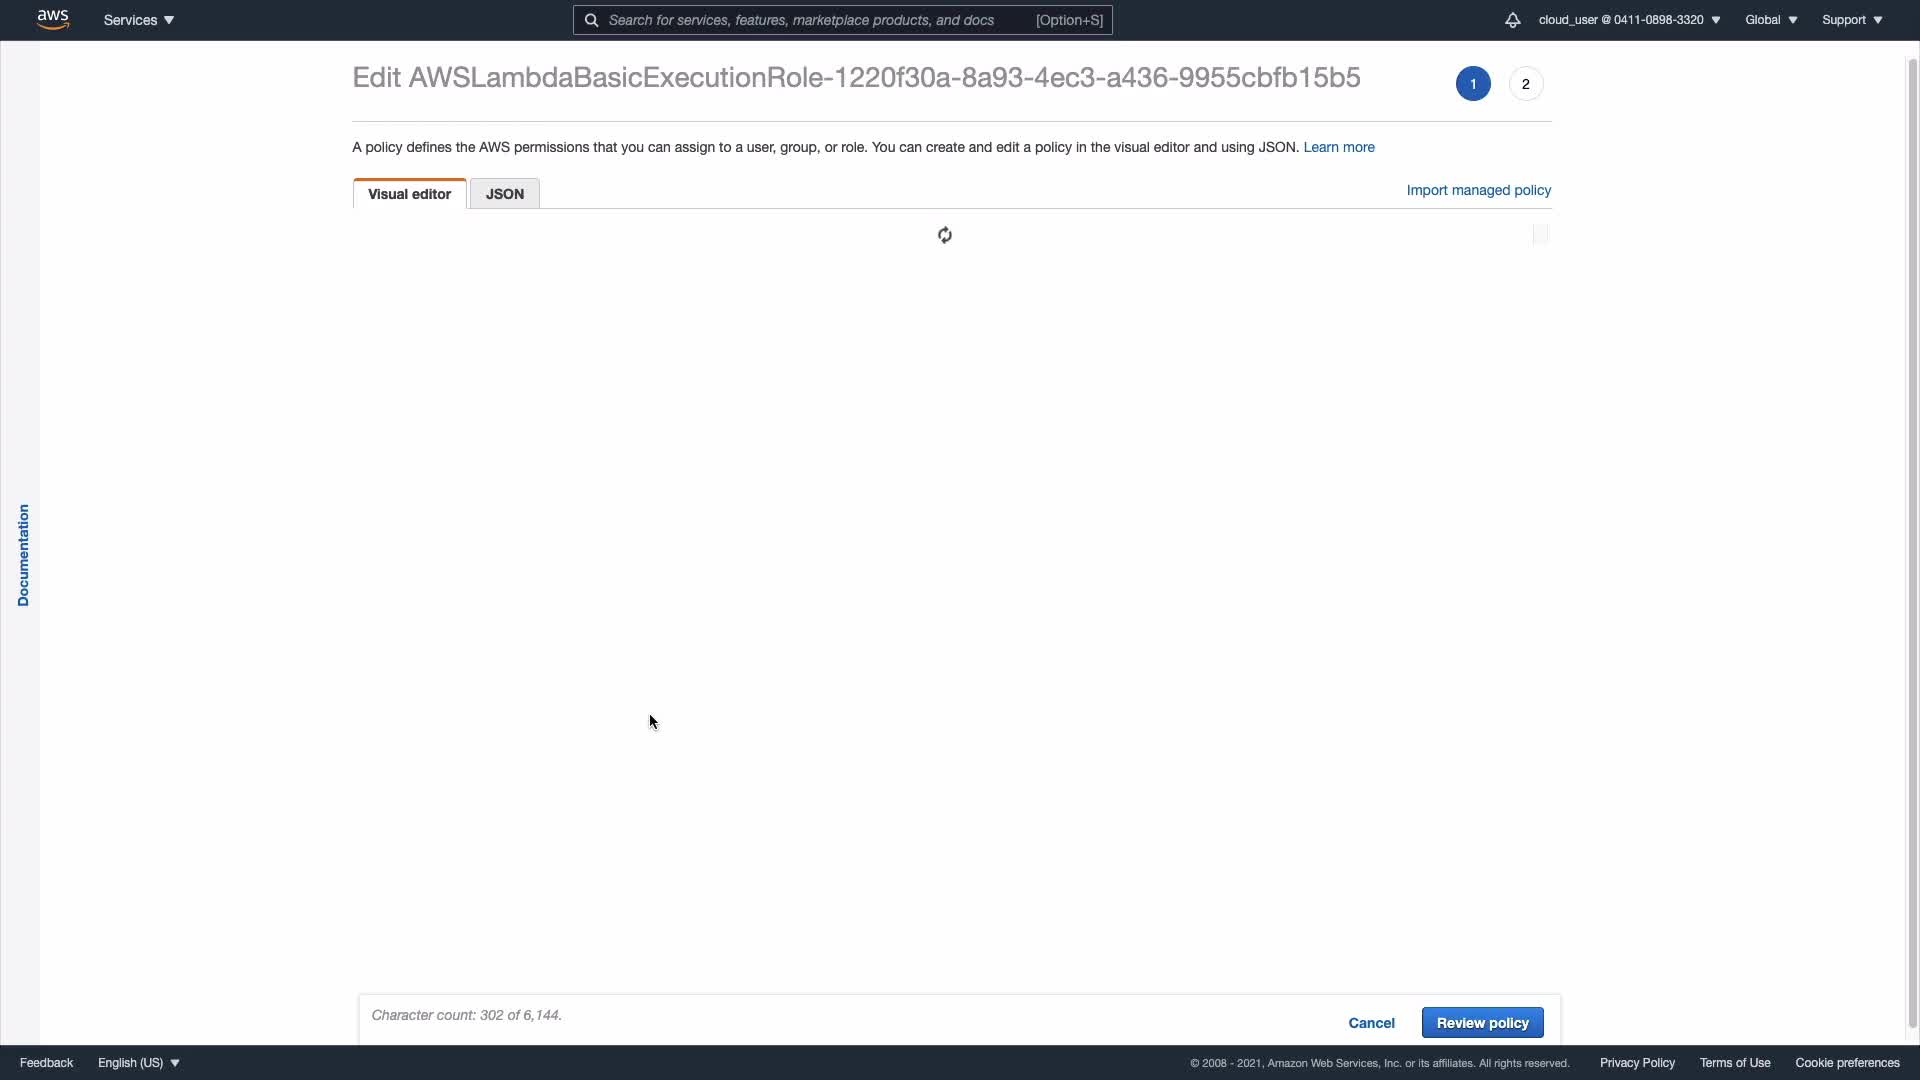 aws
Services
Search for services, features, marketplace products, and docs
[Option+S]
cloud_user @ 0411-0898-3320
Global
Support
Edit AWSLambdaBasicExecutionRole-1220f30a-8a93-4ec3-a436-9955cbfb15b5
1
2
A policy defines the AWS permissions that you can assign to a user, group, or role. You can create and edit a policy in the visual editor and using JSON. Learn more
Visual editor
JSON
Import managed policy
Documentation
Character count: 302 of 6,144.
Cancel
Review policy
Feedback
English (US)
© 2008 - 2021, Amazon Web Services, Inc. or its affiliates. All rights reserved.
Privacy Policy
Terms of Use
Cookie preferences